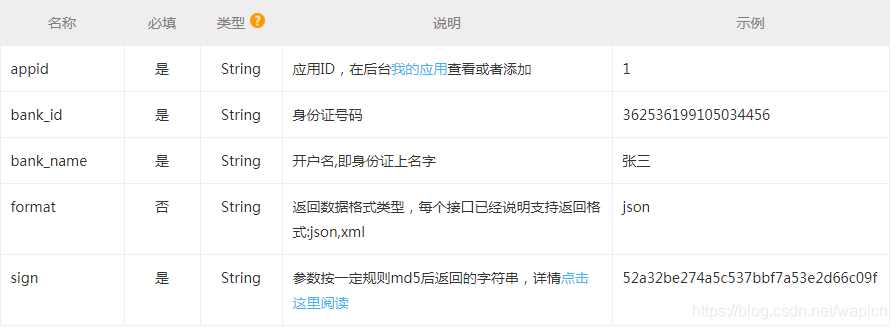 名称 必填 类型 ? 说明 示例
appid 是 String 应用ID，在后台我的应用查看或者添加 1
bank_id 是 String 身份证号码 362536199105034456
bank_name 是 String 开户名,即身份证上名字 张三
format 否 String 返回数据格式类型，每个接口已经说明支持返回格 json
式:json,xml
sign 是 String 参数按一定规则md5后返回的字符串，详情点击 52a32be274a5c537bbf7a53e2d66c09f
这里阅读
https://blog.csdn.net/wapicn